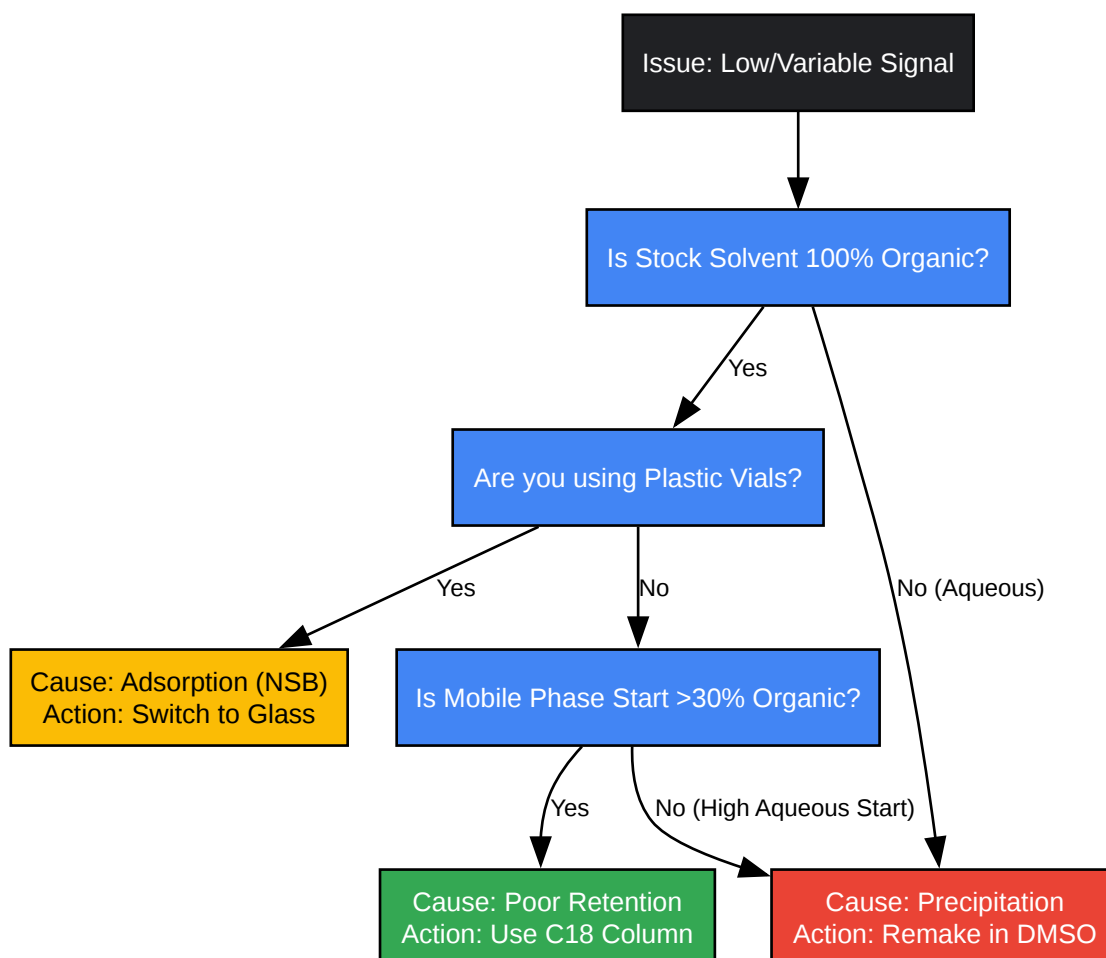 Issue: Low/Variable Signal
Is Stock Solvent 100% Organic?
Yes
Are you using Plastic Vials?
Yes
No
No (Aqueous)
Cause: Adsorption (NSB)
Action: Switch to Glass
Is Mobile Phase Start >30% Organic?
Yes
No (High Aqueous Start)
Cause: Poor Retention
Action: Use C18 Column
Cause: Precipitation
Action: Remake in DMSO